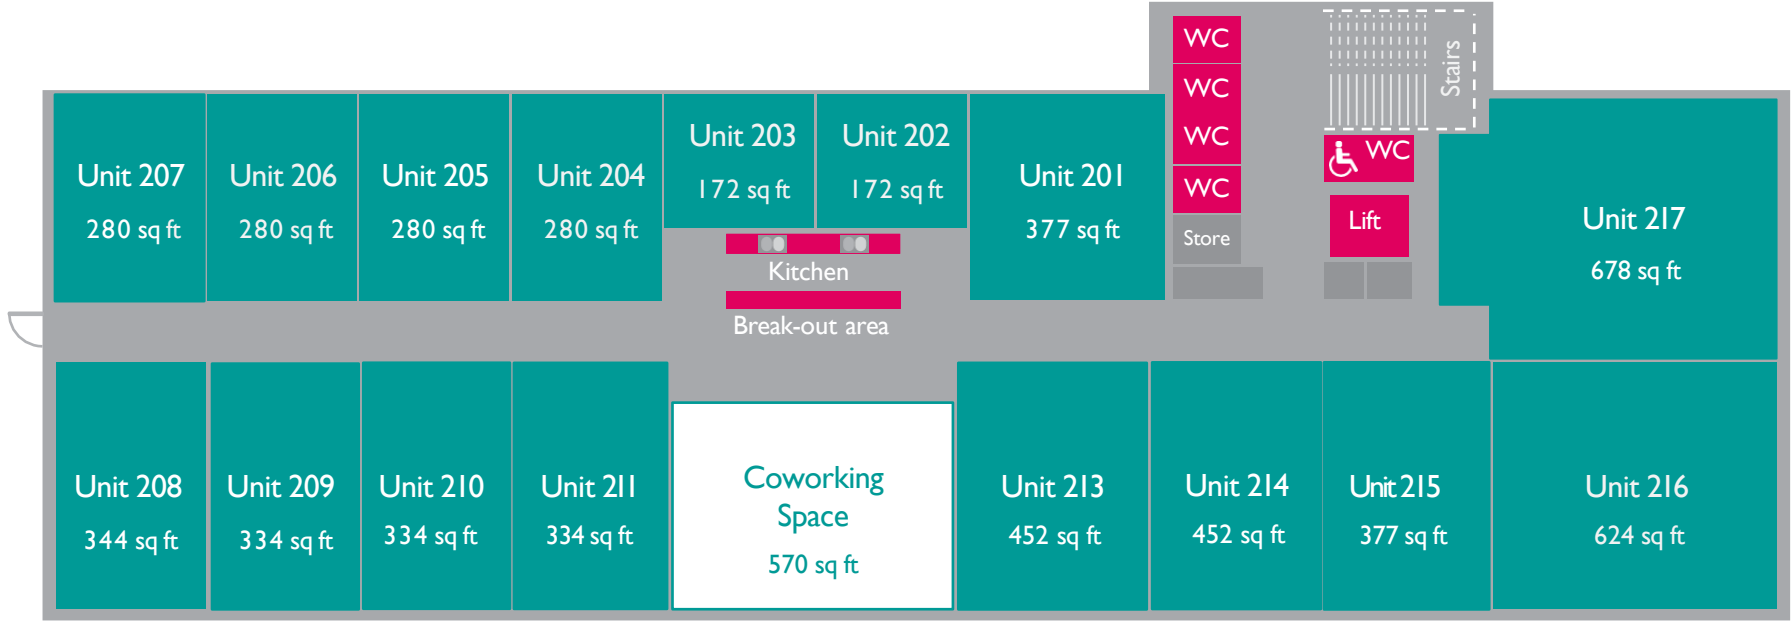 WC
WC
WC
WC
Store
Stairs
WC
Lift
Unit 207
280 sq ft
Unit 206
280 sq ft
Unit 205
280 sq ft
Unit 204
280 sq ft
Unit 203
172 sq ft
Unit 202
172 sq ft
Kitchen
Break-out area
Unit 201
377 sq ft
Unit 217
678 sq ft
Unit 208
344 sq ft
Unit 209
334 sq ft
Unit 210
334 sq ft
Unit 211
334 sq ft
Coworking
Space
570 sq ft
Unit 213
452 sq ft
Unit 214
452 sq ft
Unit 215
377 sq ft
Unit 216
624 sq ft